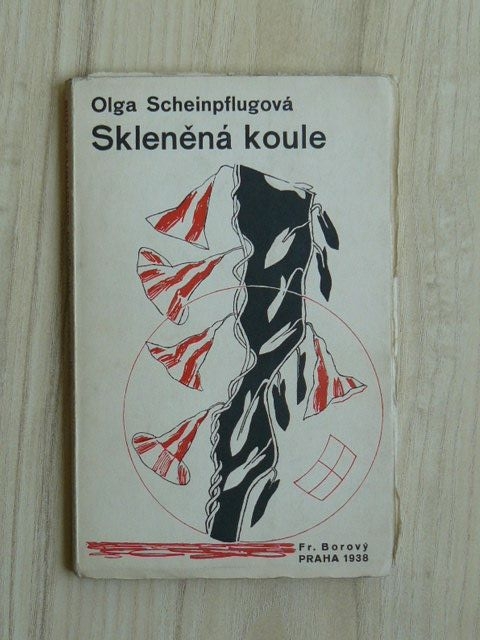 Olga Scheinpflugová
Skleněná koule
Fr. Borový
PRAHA 1938